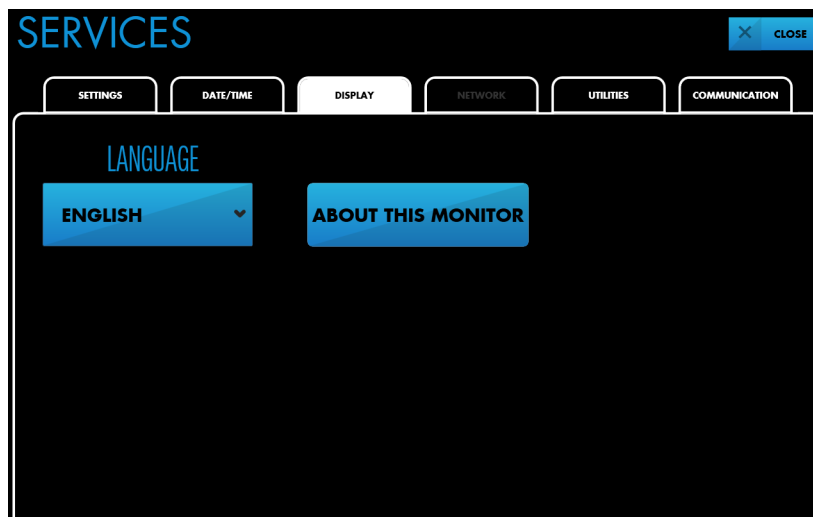 SERVICES
CLOSE
SETTINGS DATE/TIME DISPLAY NETWORK UTILITIES COMMUNICATION
LANGUAGE
ENGLISH ABOUT THIS MONITOR